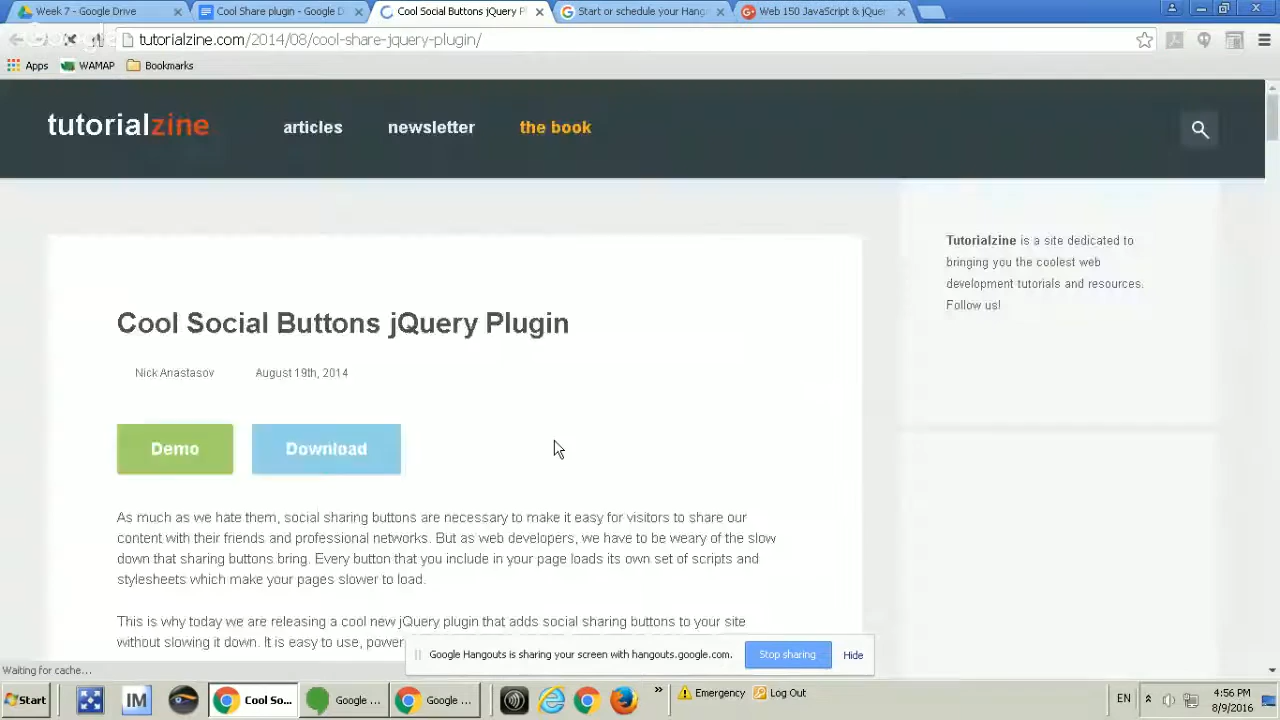 Week 7 - Google Drive
Cool Share plugin - Google D
Cool Social Buttons jQuery P
Start or schedule your Hang
Web 150 JavaScript & jQue
tutorialzine.com/2014/08/cool-share-jquery-plugin/
Apps
WAMAP
Bookmarks
tutorialzine
articles
newsletter
the book
Tutorialzine is a site dedicated to
bringing you the coolest web
development tutorials and resources.
Follow us!
Cool Social Buttons jQuery Plugin
Nick Anastasov
August 19th, 2014
Demo
Download
As much as we hate them, social sharing buttons are necessary to make it easy for visitors to share our
content with their friends and professional networks. But as web developers, we have to be weary of the slow
down that sharing buttons bring. Every button that you include in your page loads its own set of scripts and
stylesheets which make your pages slower to load.
This is why today we are releasing a cool new jQuery plugin that adds social sharing buttons to your site
without slowing it down. It is easy to use, power
Google Hangouts is sharing your screen with hangouts.google.com.
Stop sharing
Hide
Waiting for cache...
Start
IM
Cool So...
Google ...
Google ...
»
Emergency
Log Out
EN
4:56 PM
8/9/2016